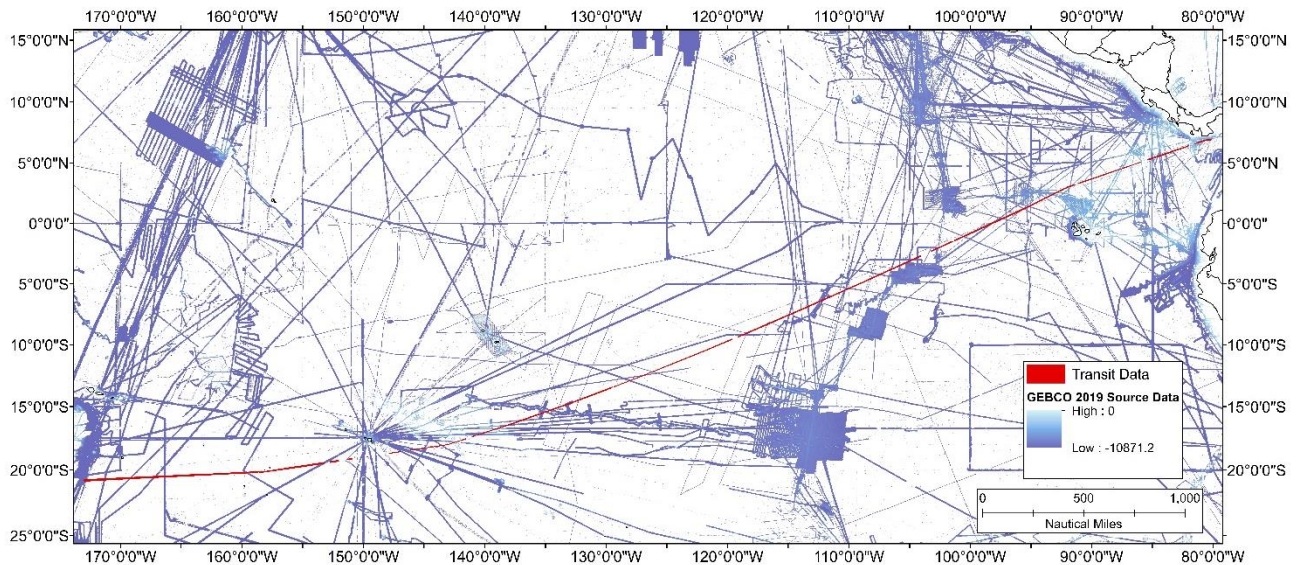 170°0'0"W 160°0'0"W 150°0'0"W 140°0'0"W 130°0'0"W 120°0'0"W 110°0'0"W 100°0'0"W 90°0'0"W 80°0'0"W
15°0'0"N 15°0'0"N
10°0'0"N 10°0'0"N
5°0'0"N 5°0'0"N
0°0'0" 0°0'0"
5°0'0"S 5°0'0"S
10°0'0"S 10°0'0"S
Transit Data
GEBCO 2019 Source Data
High : 0
15°0'0"S 15°0'0"S
Low : -10871.2
20°0'0"S 20°0'0"S
0 500 1,000
Nautical Miles
25°0'0"S 25°0'0"S
170°0'0"W 160°0'0"W 150°0'0"W 140°0'0"W 130°0'0"W 120°0'0"W 110°0'0"W 100°0'0"W 90°0'0"W 80°0'0"W